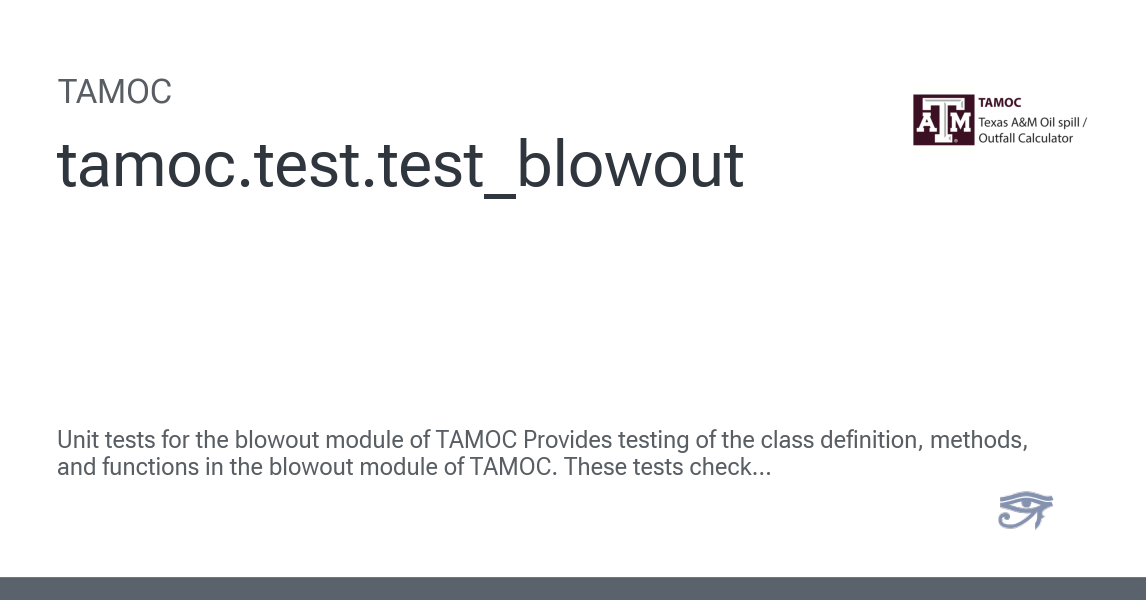 TAMOC
tamoc.test.test_blowout
ATM
TAMOC
Texas A&M Oil spill /
Outfall Calculator
Unit tests for the blowout module of TAMOC Provides testing of the class definition, methods,
and functions in the blowout module of TAMOC. These tests check...